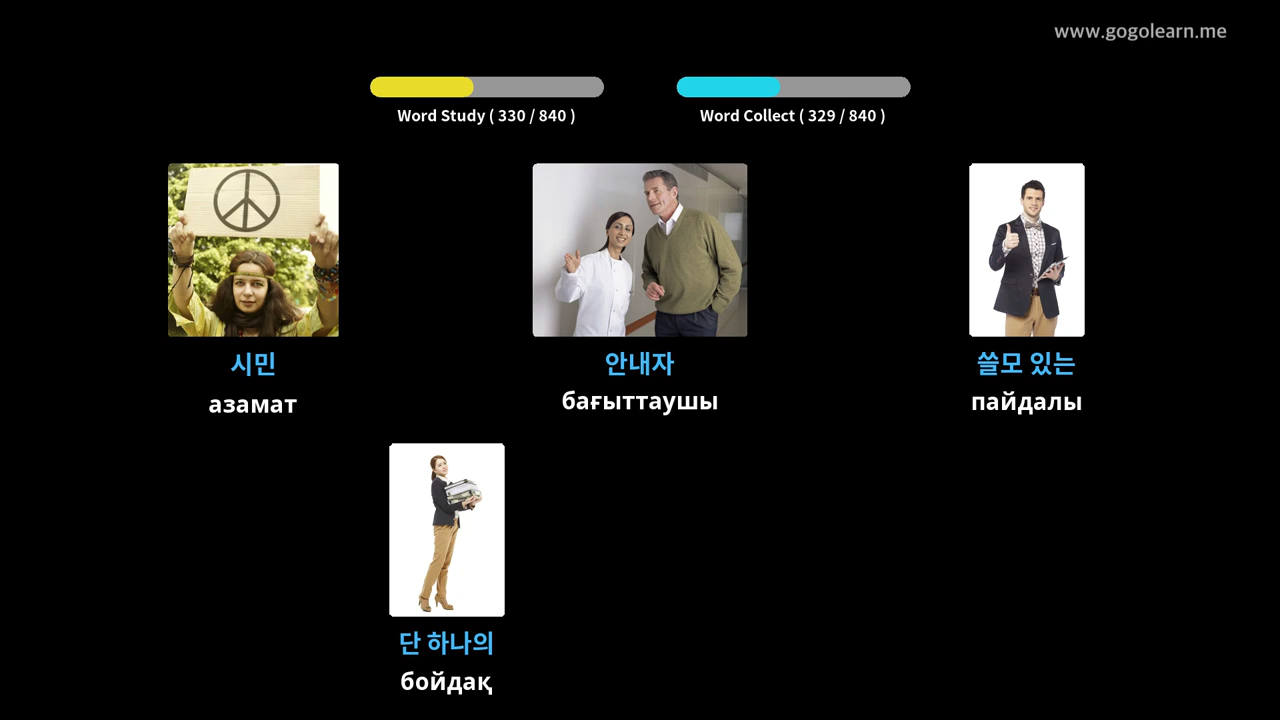 www.gogolearn.me
Word Study ( 330 / 840 )
Word Collect ( 329 / 840 )
시민
азамат
안내자
бағыттаушы
쓸모 있는
пайдалы
단 하나의
бойдақ